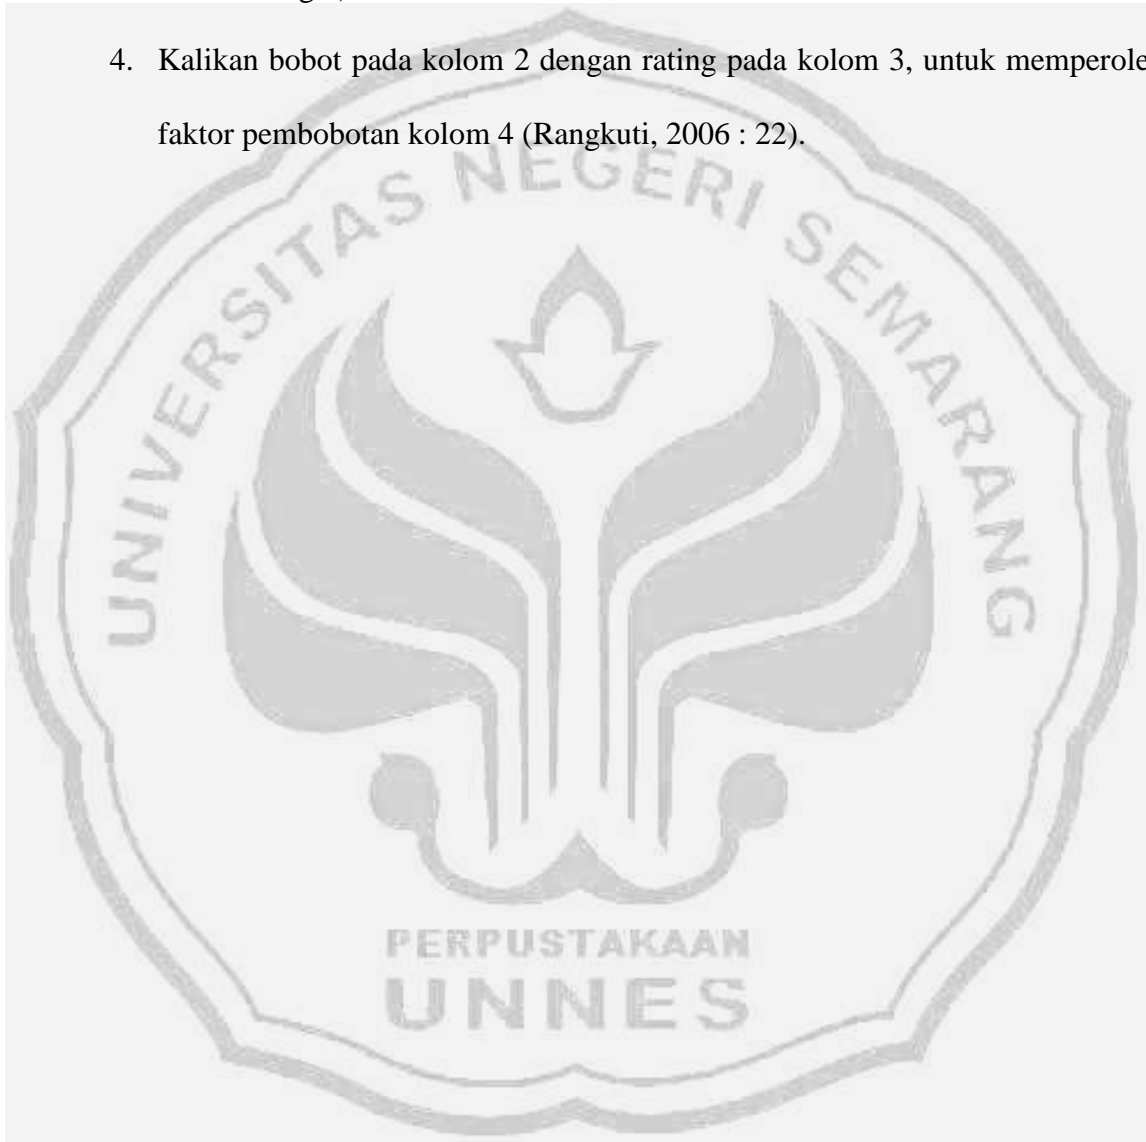 4. Kalikan bobot pada kolom 2 dengan rating pada kolom 3, untuk memperole
faktor pembobotan kolom 4 (Rangkuti, 2006 : 22).
UNIVERSITAS NEGERI SEMARANG
PERPUSTAKAAN
UNNES